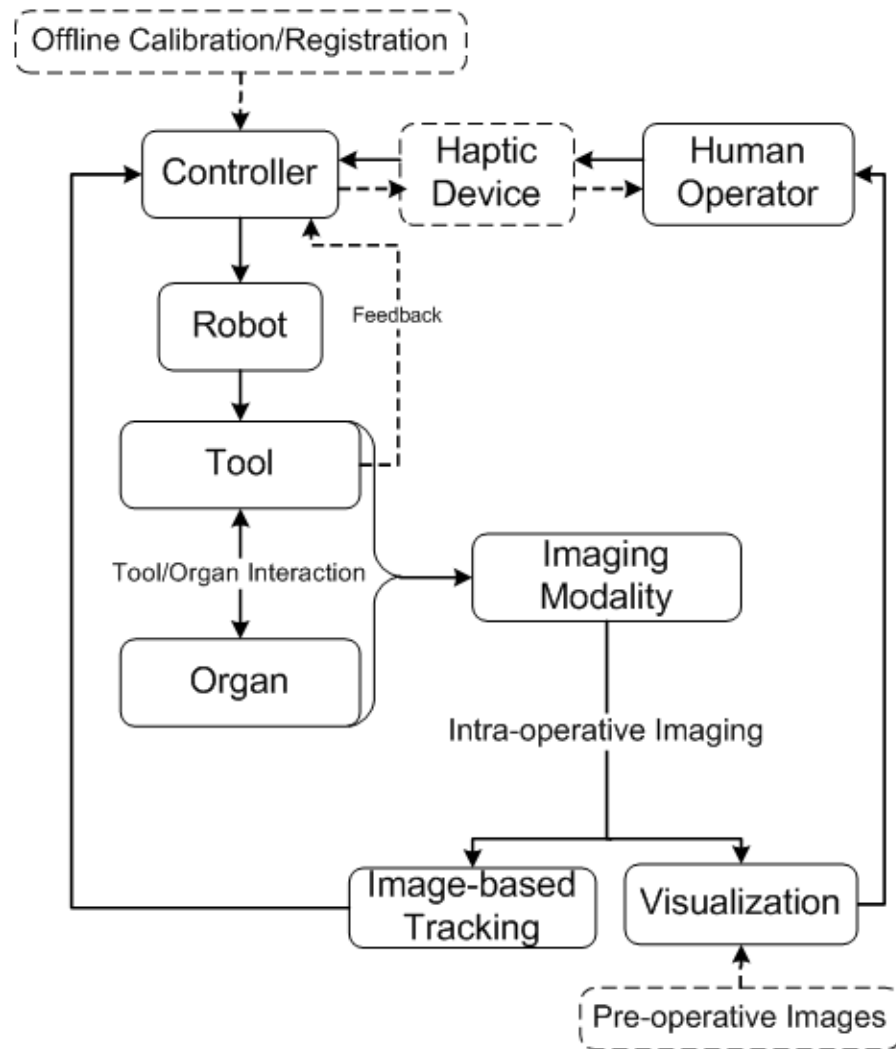 Offline Calibration/Registration
Controller
Haptic
Device
Human
Operator
Robot
Feedback
Tool
Tool/Organ Interaction
Imaging
Modality
Organ
Intra-operative Imaging
Image-based
Tracking
Visualization
Pre-operative Images